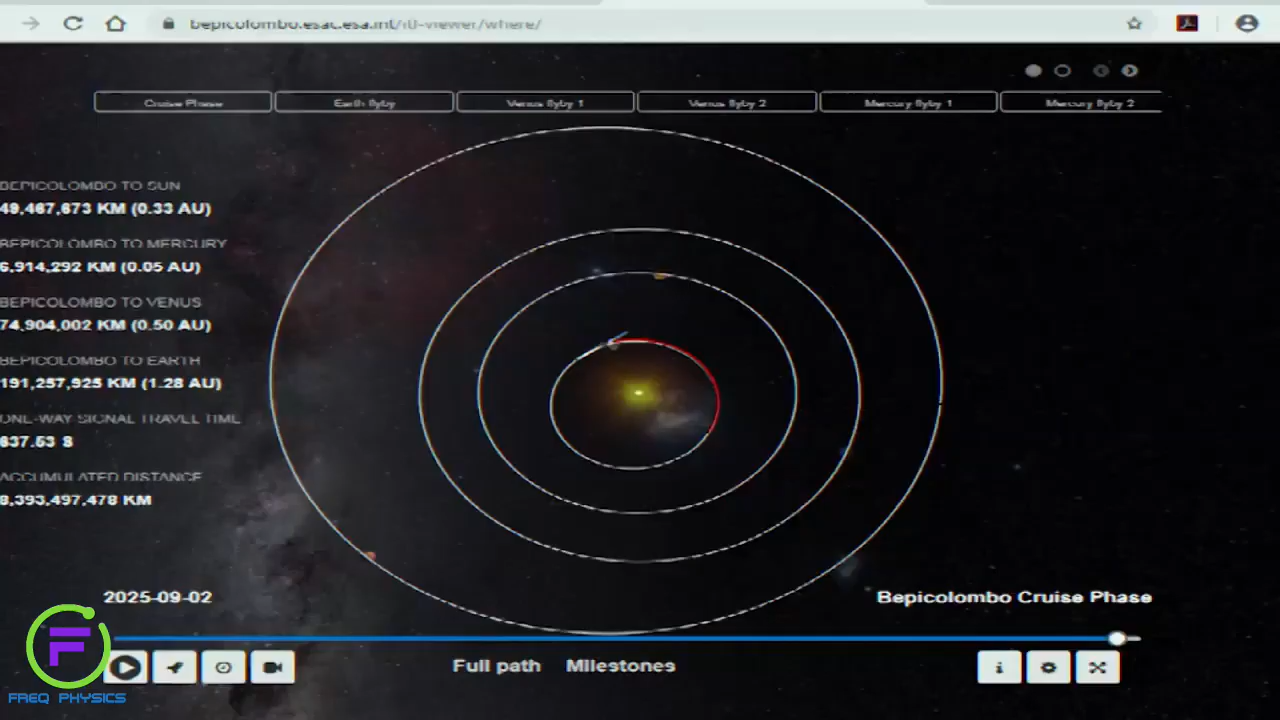 bepicolombo.esac.esa.int/itb-viewer/where/
Cruise Phase
Earth flyby
Venus flyby 1
Venus flyby 2
Mercury flyby 1
Mercury flyby 2
BEPICOLOMBO TO SUN
49,467,673 KM (0.33 AU)
BEPICOLOMBO TO MERCURY
6,914,292 KM (0.05 AU)
BEPICOLOMBO TO VENUS
74,904,002 KM (0.50 AU)
BEPICOLOMBO TO EARTH
191,257,925 KM (1.28 AU)
ONE-WAY SIGNAL TRAVEL TIME
637.53 S
ACCUMULATED DISTANCE
8,393,497,478 KM
2025-09-02
Bepicolombo Cruise Phase
Full path
Milestones
F
FREQ PHYSICS